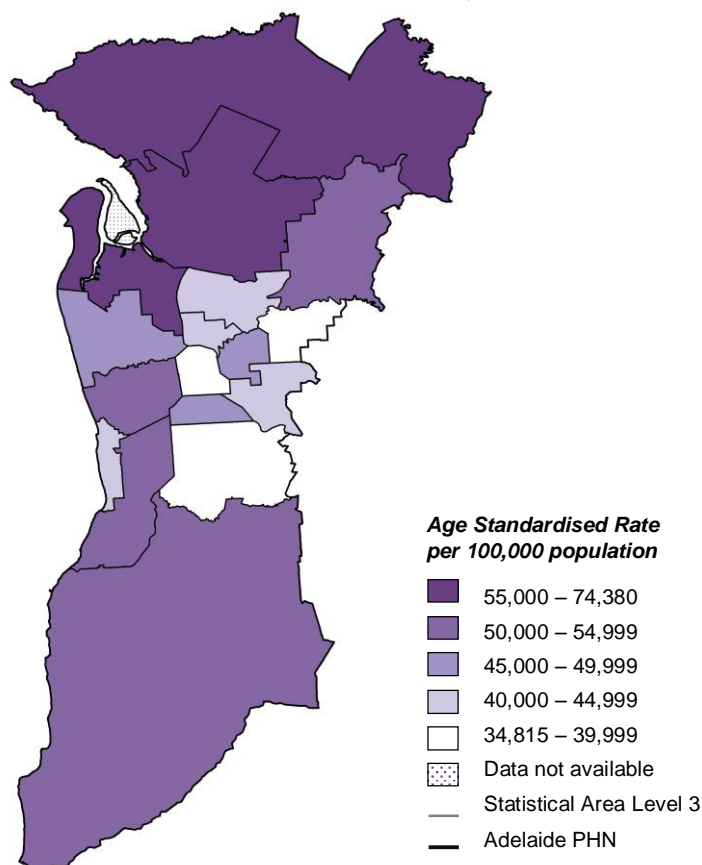 Age Standardised Rate
per 100,000 population
55,000 – 74,380
50,000 – 54,999
45,000 – 49,999
40,000 – 44,999
34,815 – 39,999
Data not available
Statistical Area Level 3
Adelaide PHN